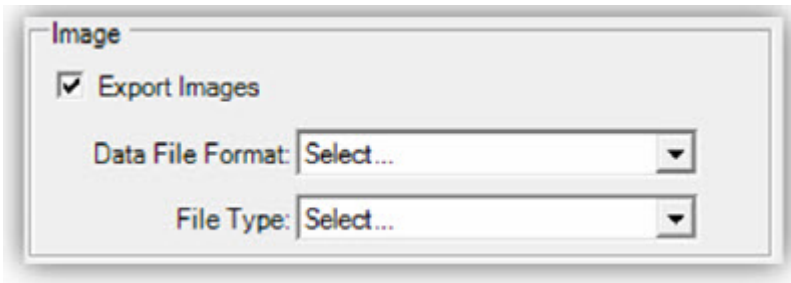 Image
Export Images
Data File Format: Select...
File Type: Select...